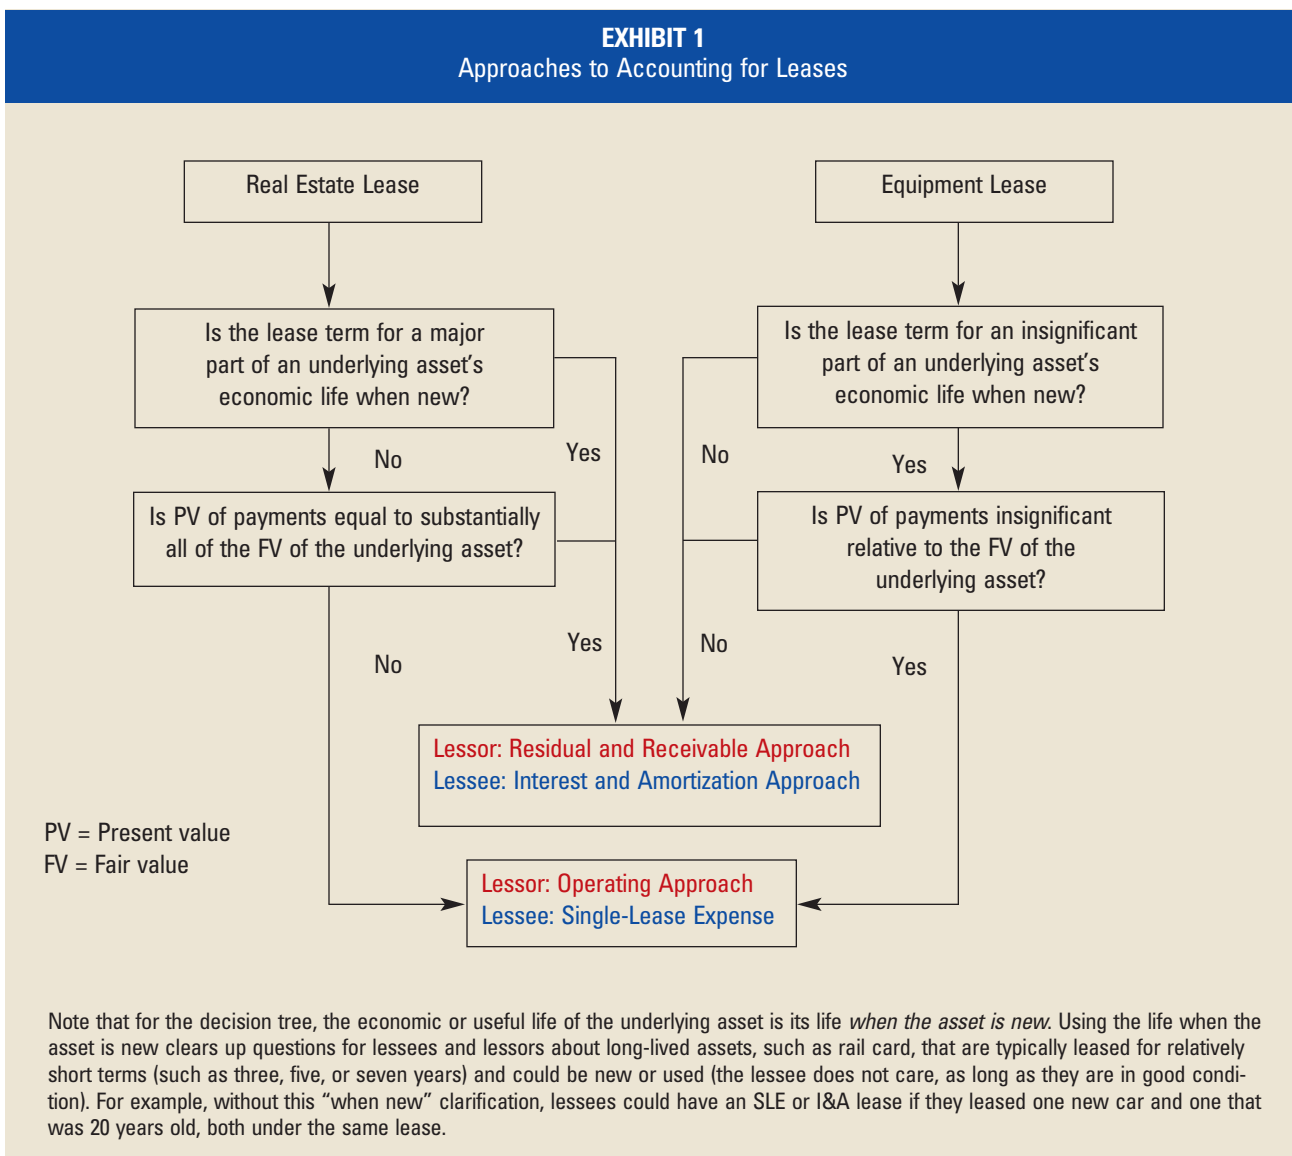 EXHIBIT 1
Approaches to Accounting for Leases
Real Estate Lease
Equipment Lease
Is the lease term for a major
part of an underlying asset's
economic life when new?
Is the lease term for an insignificant
part of an underlying asset's
economic life when new?
No
Yes
No
Yes
Is PV of payments equal to substantially
all of the FV of the underlying asset?
Is PV of payments insignificant
relative to the FV of the
underlying asset?
No
Yes
No
Yes
Lessor: Residual and Receivable Approach
Lessee: Interest and Amortization Approach
PV = Present value
FV = Fair value
Lessor: Operating Approach
Lessee: Single-Lease Expense
Note that for the decision tree, the economic or useful life of the underlying asset is its life when the asset is new. Using the life when the
asset is new clears up questions for lessees and lessors about long-lived assets, such as rail card, that are typically leased for relatively
short terms (such as three, five, or seven years) and could be new or used (the lessee does not care, as long as they are in good condi-
tion). For example, without this “when new” clarification, lessees could have an SLE or I&A lease if they leased one new car and one that
was 20 years old, both under the same lease.